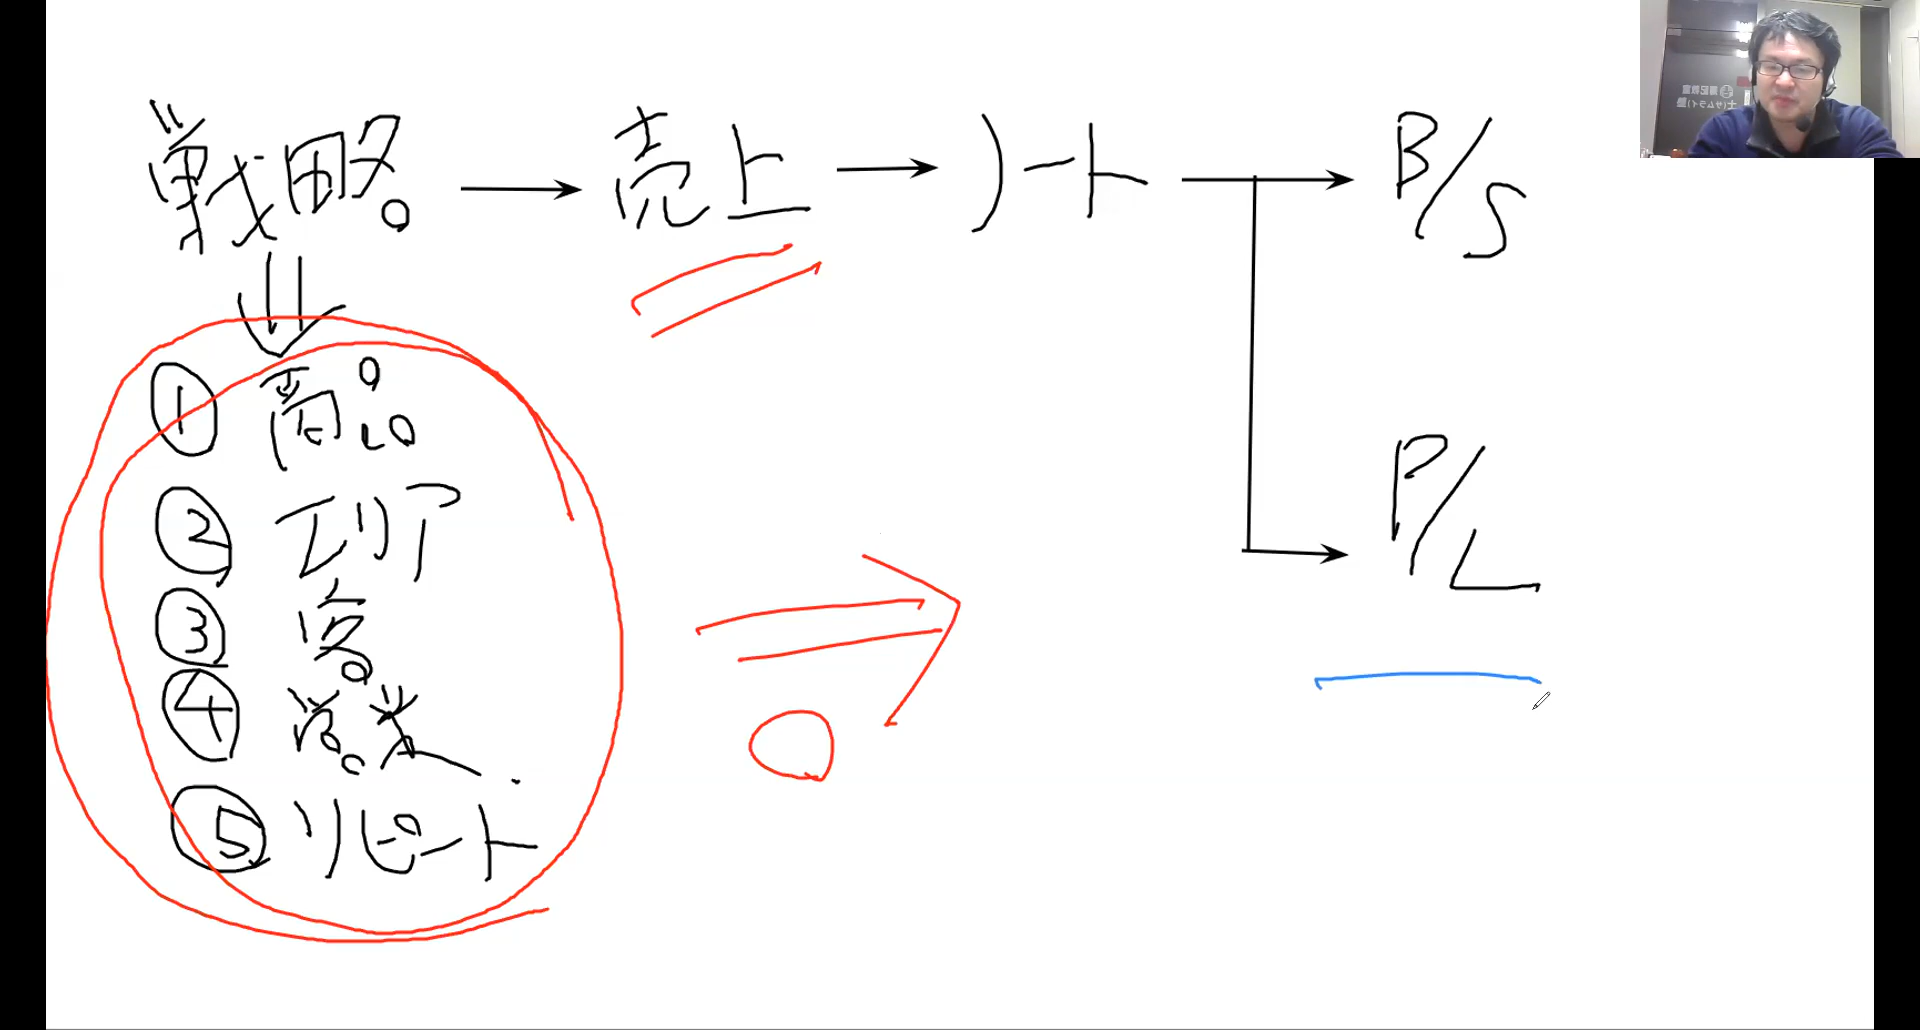 戦略 → 売上 → ノート → B/S
① 商品
P/L
② エリア
③ 客
④ 営業
⑤ リピート